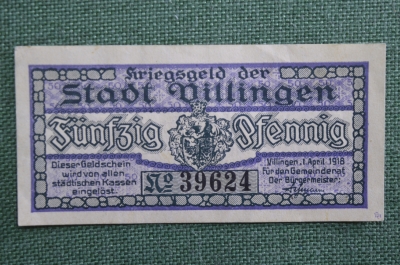 Kriegsgeld der
Stadt Villingen
Fünfzig Pfennig
Dieser Geldschein
wird von allen
städtischen Kassen
eingelöst.
No 39624
Villingen, 1. April 1918
Für den Gemeinderat
Der Bürgermeister: